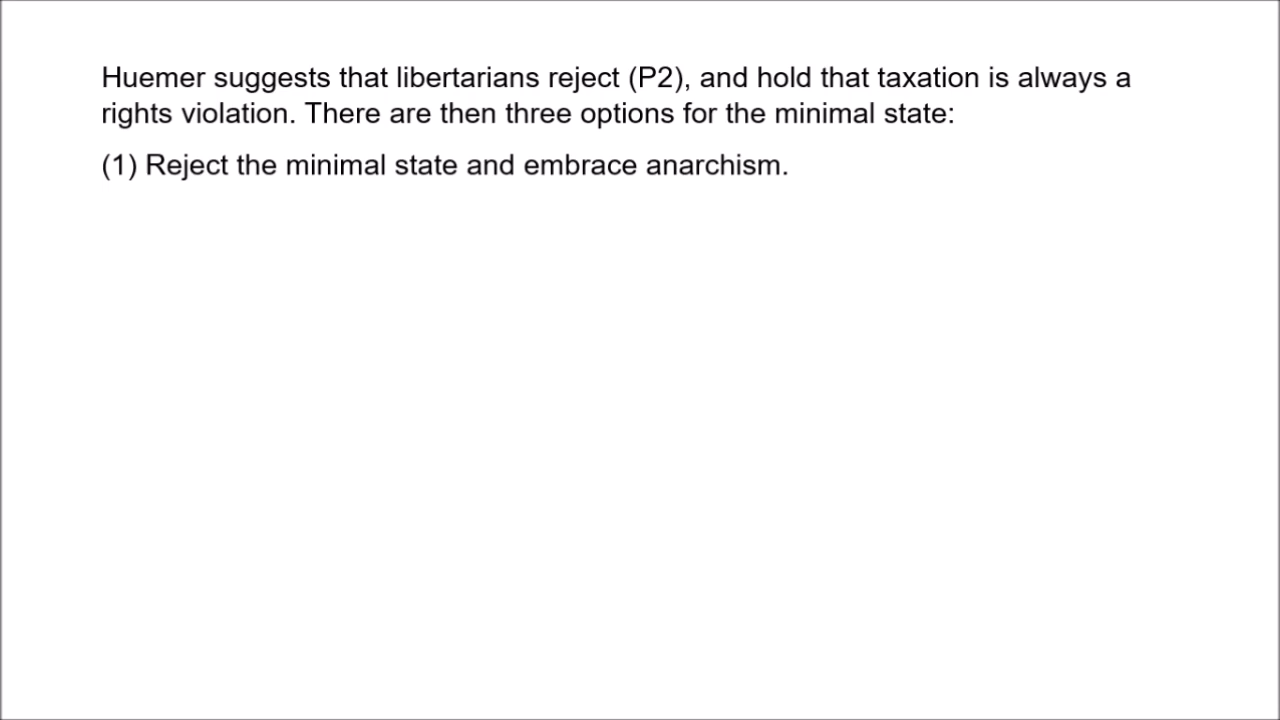 Huemer suggests that libertarians reject (P2), and hold that taxation is always a
rights violation. There are then three options for the minimal state:
(1) Reject the minimal state and embrace anarchism.